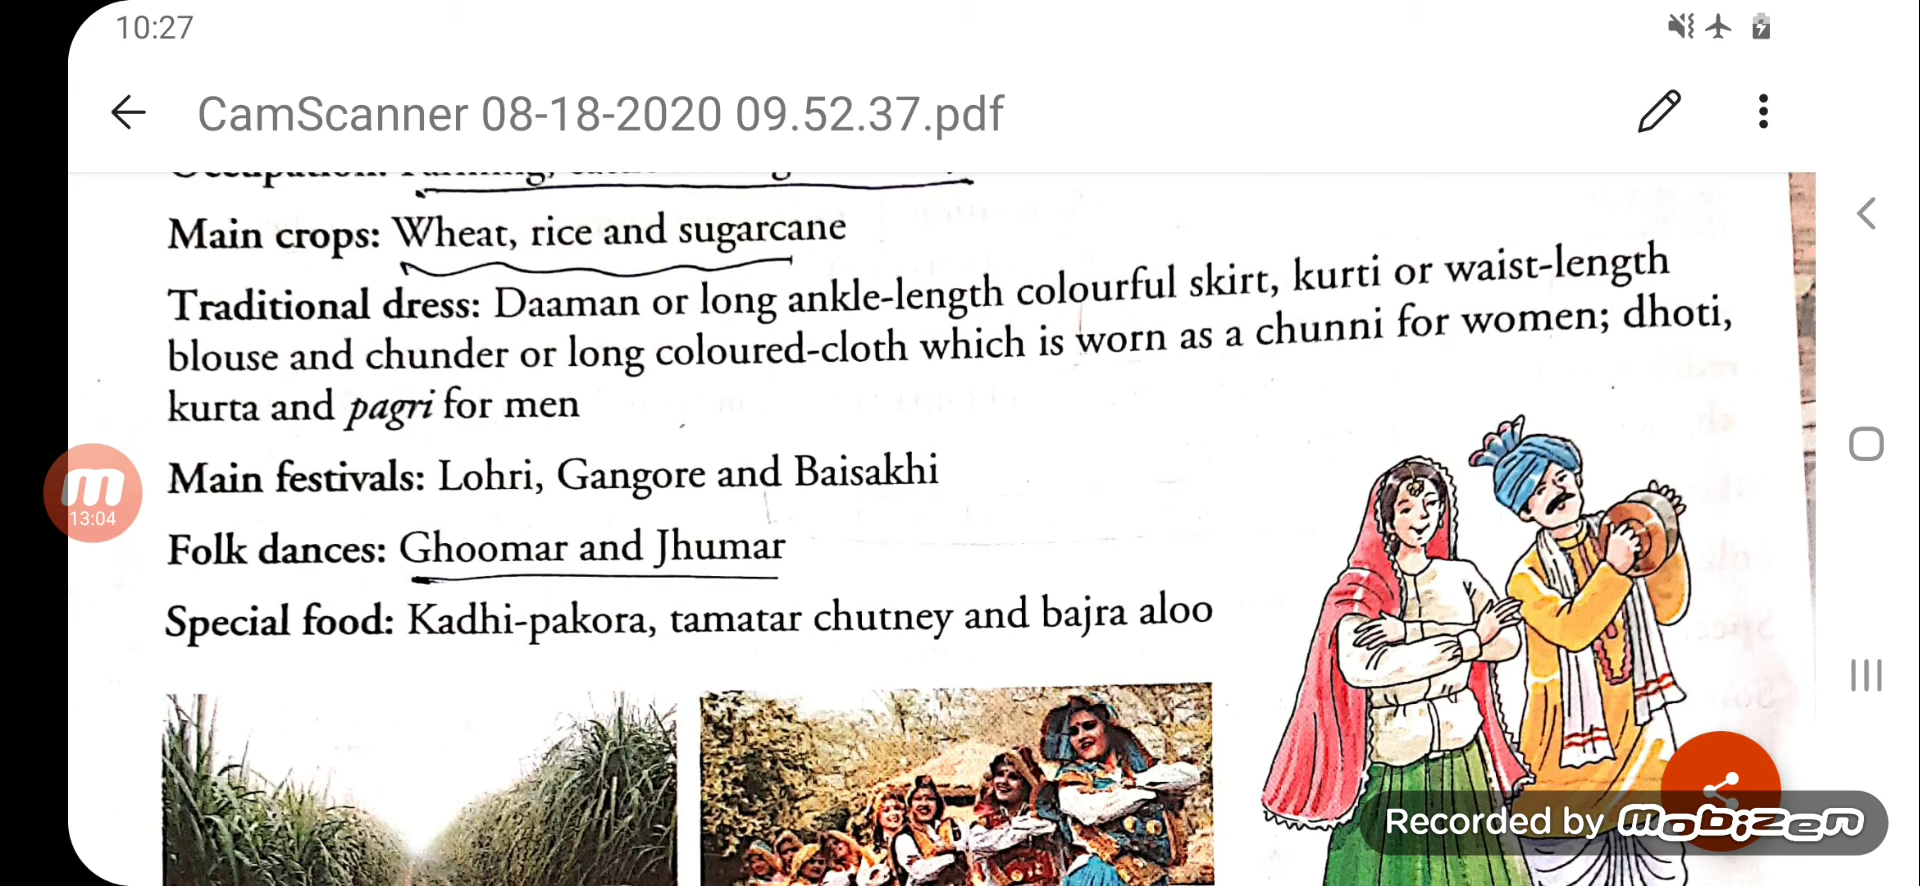 10:27
CamScanner 08-18-2020 09.52.37.pdf
Main crops: Wheat, rice and sugarcane
Traditional dress: Daaman or long ankle-length colourful skirt, kurti or waist-length
blouse and chunder or long coloured-cloth which is worn as a chunni for women; dhoti,
kurta and pagri for men
Main festivals: Lohri, Gangore and Baisakhi
13:04
Folk dances: Ghoomar and Jhumar
Special food: Kadhi-pakora, tamatar chutney and bajra aloo
Recorded by mobizen